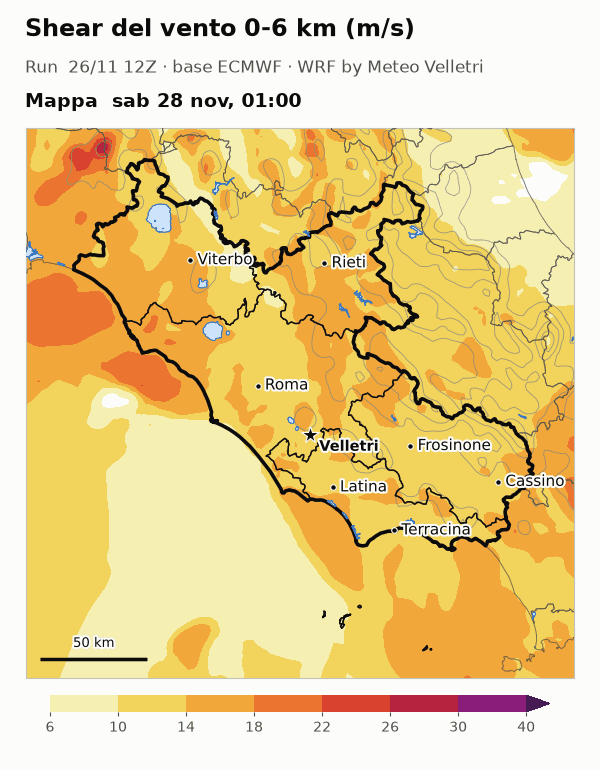 Shear del vento 0-6 km (m/s)
Run  26/11 12Z · base ECMWF · WRF by Meteo Velletri
Mappa  sab 28 nov, 01:00
Viterbo
Rieti
Roma
Velletri
Frosinone
Cassino
Latina
Terracina
50 km
6 10 14 18 22 26 30 40